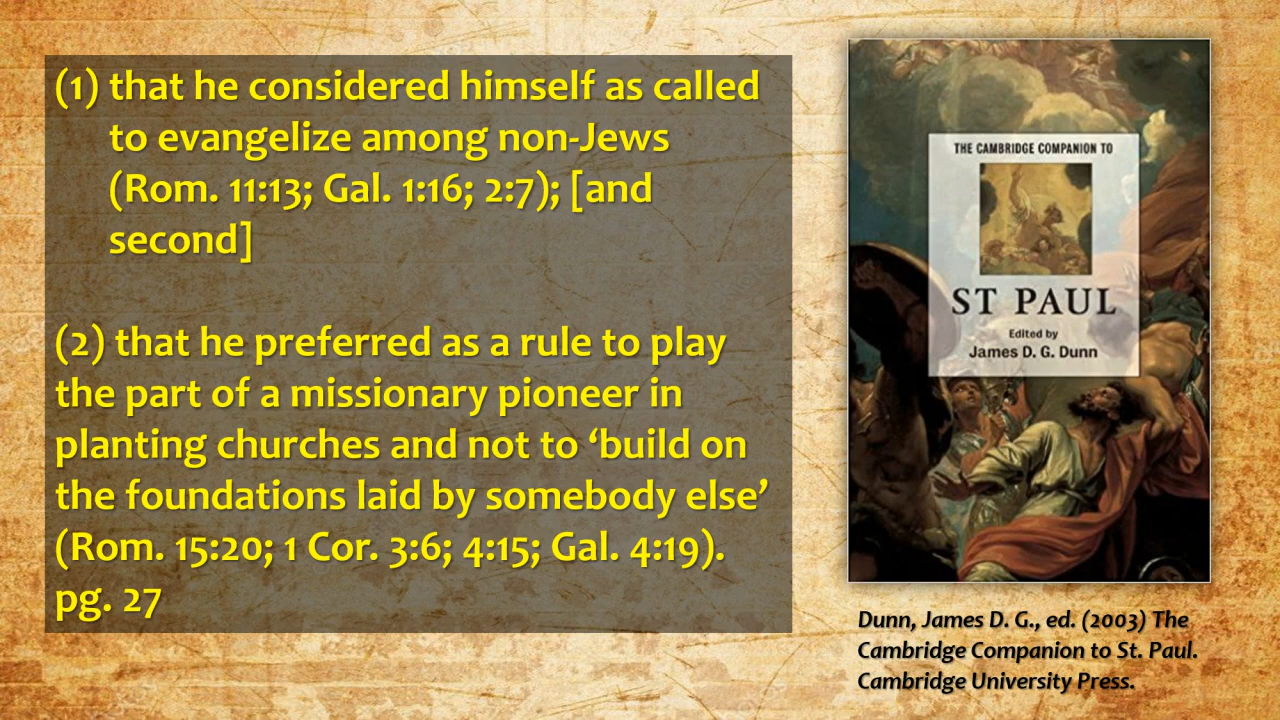 (1) that he considered himself as called
to evangelize among non-Jews
(Rom. 11:13; Gal. 1:16; 2:7); [and
second]
(2) that he preferred as a rule to play
the part of a missionary pioneer in
planting churches and not to ‘build on
the foundations laid by somebody else’
(Rom. 15:20; 1 Cor. 3:6; 4:15; Gal. 4:19).
pg. 27
THE CAMBRIDGE COMPANION TO
ST PAUL
Edited by
James D. G. Dunn
Dunn, James D. G., ed. (2003) The
Cambridge Companion to St. Paul.
Cambridge University Press.